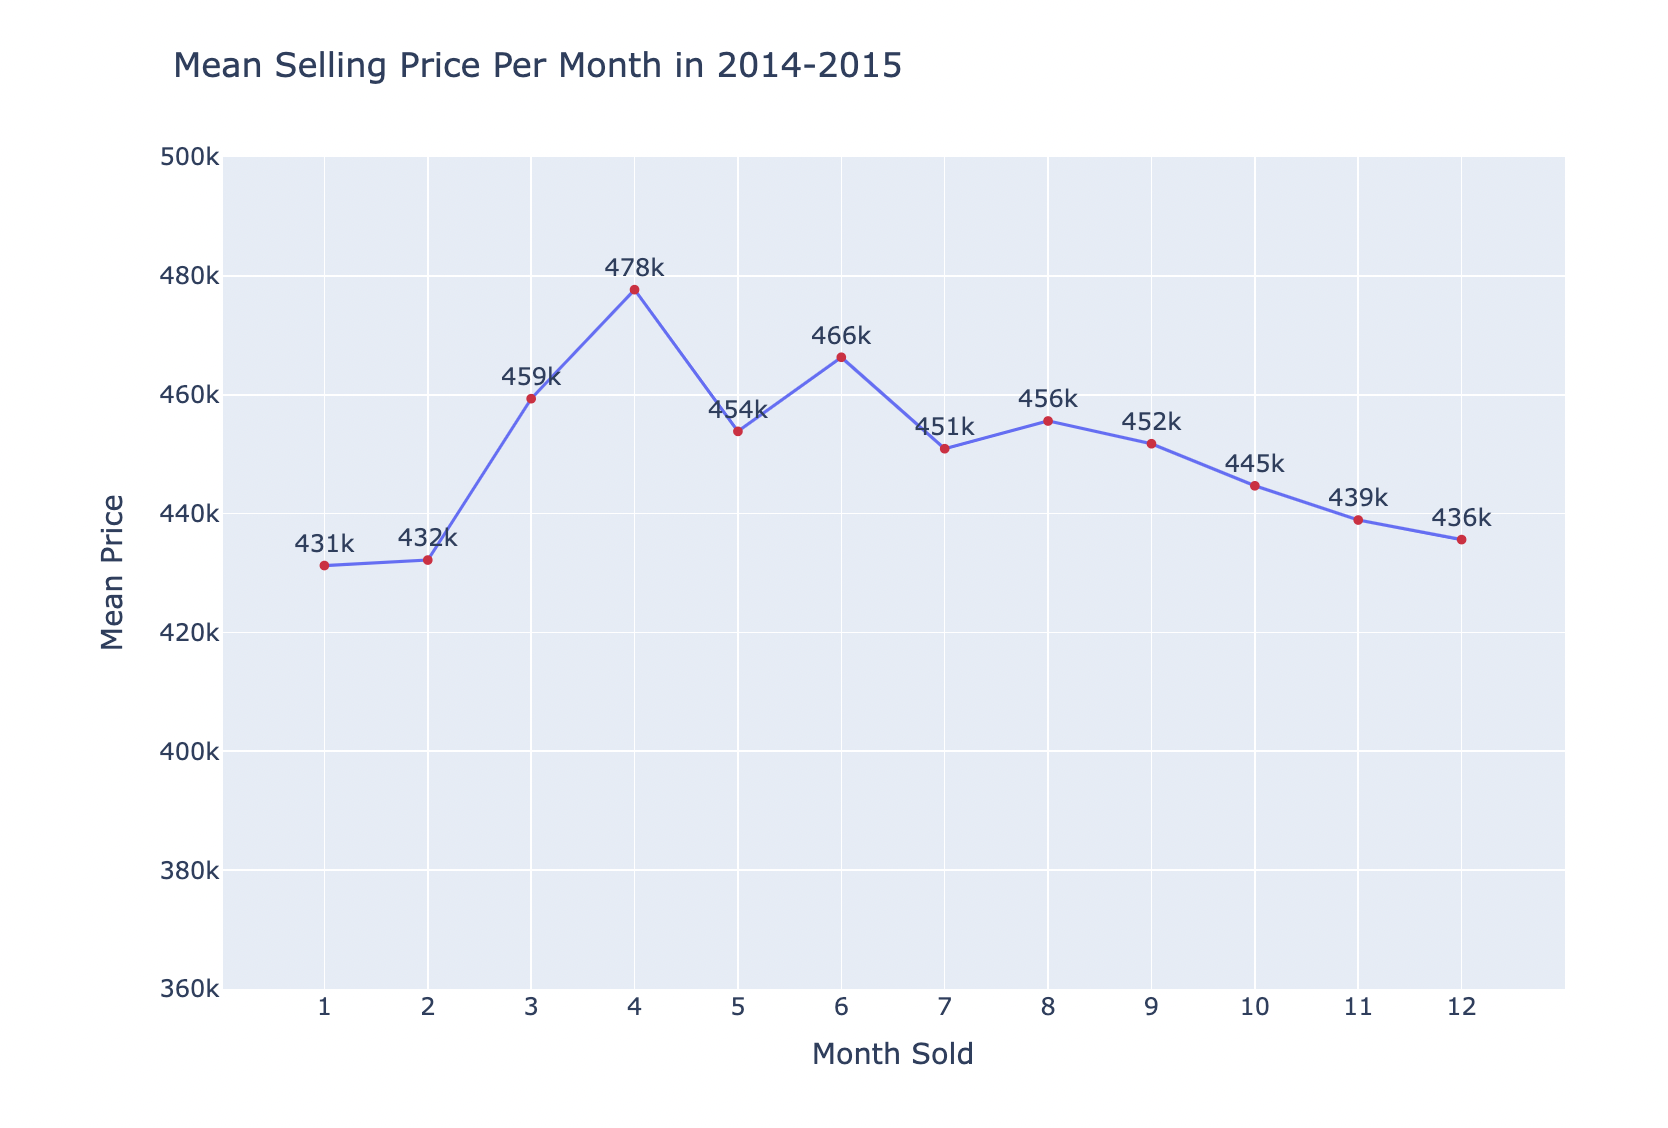 Mean Selling Price Per Month in 2014-2015
500k
480k
460k
440k
420k
400k
380k
360k
Mean Price
431k
432k
459k
478k
454k
466k
451k
456k
452k
445k
439k
436k
1 2 3 4 5 6 7 8 9 10 11 12
Month Sold